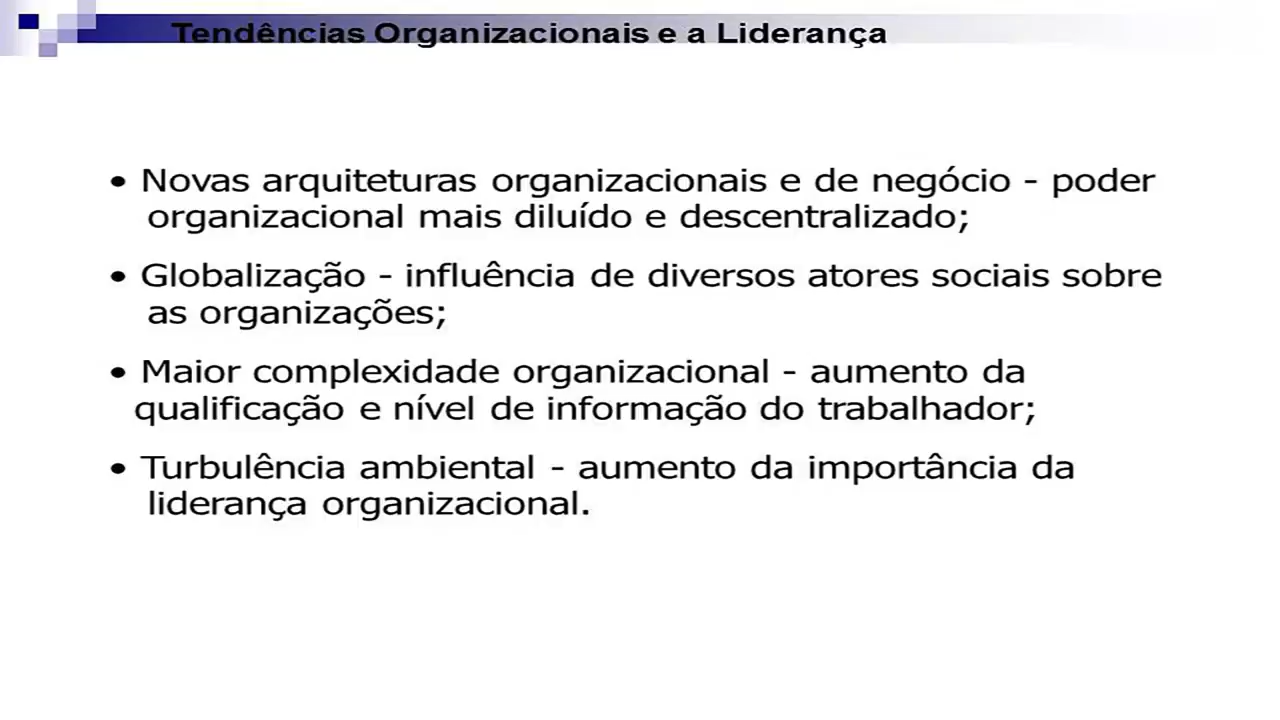 Tendências Organizacionais e a Liderança
• Novas arquiteturas organizacionais e de negócio - poder
organizacional mais diluído e descentralizado;
• Globalização - influência de diversos atores sociais sobre
as organizações;
• Maior complexidade organizacional - aumento da
qualificação e nível de informação do trabalhador;
• Turbulência ambiental - aumento da importância da
liderança organizacional.